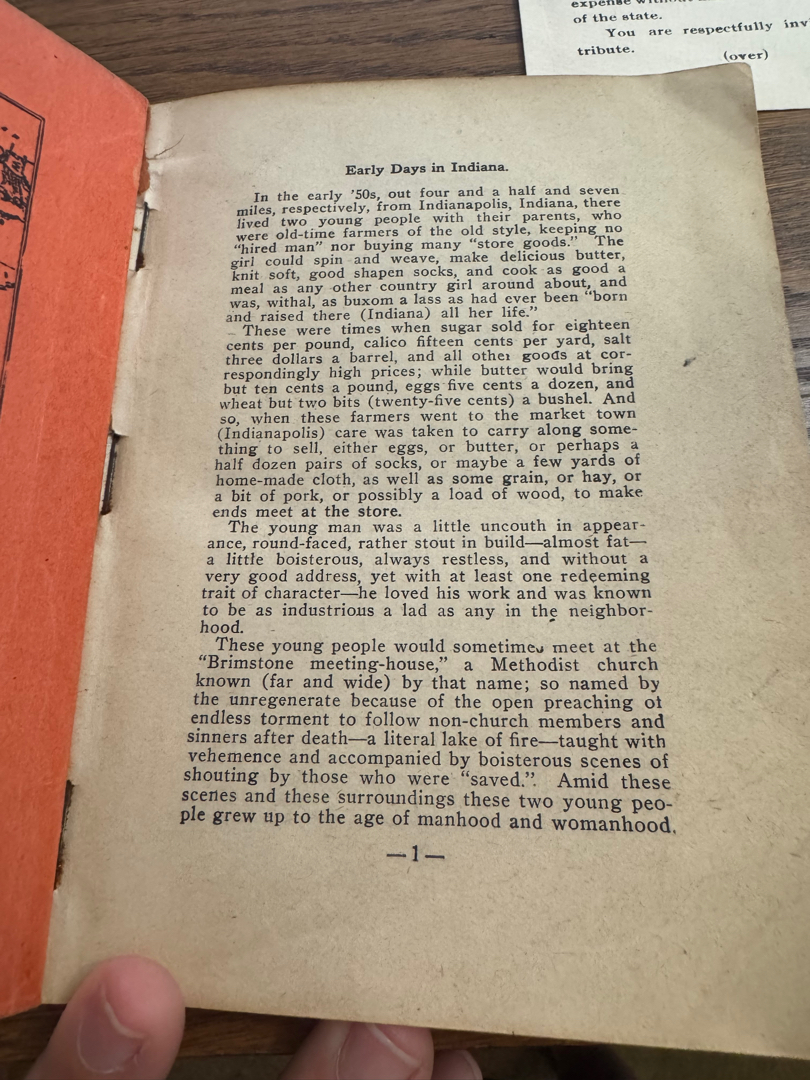 expense
of the state.
You are respectfully inv
tribute.
(over)
Early Days in Indiana.
In the early '50s, out four and a half and seven
miles, respectively, from Indianapolis, Indiana, there
lived two young people with their parents, who
were old-time farmers of the old style, keeping no
"hired man" nor buying many "store goods." The
girl could spin and weave, make delicious butter,
knit soft, good shapen socks, and cook as good a
meal as any other country girl around about, and
was, withal, as buxom a lass as had ever been "born
and raised there (Indiana) all her life."
These were times when sugar sold for eighteen
cents per pound, calico fifteen cents per yard, salt
three dollars a barrel, and all other goods at cor-
respondingly high prices; while butter would bring
but ten cents a pound, eggs five cents a dozen, and
wheat but two bits (twenty-five cents) a bushel. And
so, when these farmers went to the market town
(Indianapolis) care was taken to carry along some-
thing to sell, either eggs, or butter, or perhaps a
half dozen pairs of socks, or maybe a few yards of
home-made cloth, as well as some grain, or hay, or
a bit of pork, or possibly a load of wood, to make
ends meet at the store.
The young man was a little uncouth in appear-
ance, round-faced, rather stout in build—almost fat—
a little boisterous, always restless, and without a
very good address, yet with at least one redeeming
trait of character—he loved his work and was known
to be as industrious a lad as any in the neighbor-
hood.
These young people would sometimes meet at the
"Brimstone meeting-house," a Methodist church
known (far and wide) by that name; so named by
the unregenerate because of the open preaching of
endless torment to follow non-church members and
sinners after death—a literal lake of fire—taught with
vehemence and accompanied by boisterous scenes of
shouting by those who were "saved.". Amid these
scenes and these surroundings these two young peo-
ple grew up to the age of manhood and womanhood.
—1—